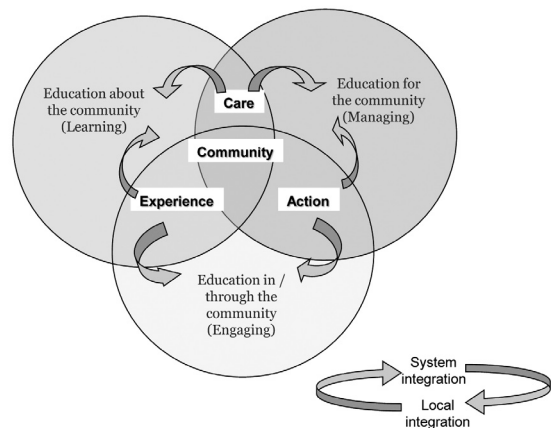 Education about
the community
(Learning)
Care
Education for
the community
(Managing)
Community
Experience
Action
Education in /
through the
community
(Engaging)
System
integration
Local
integration